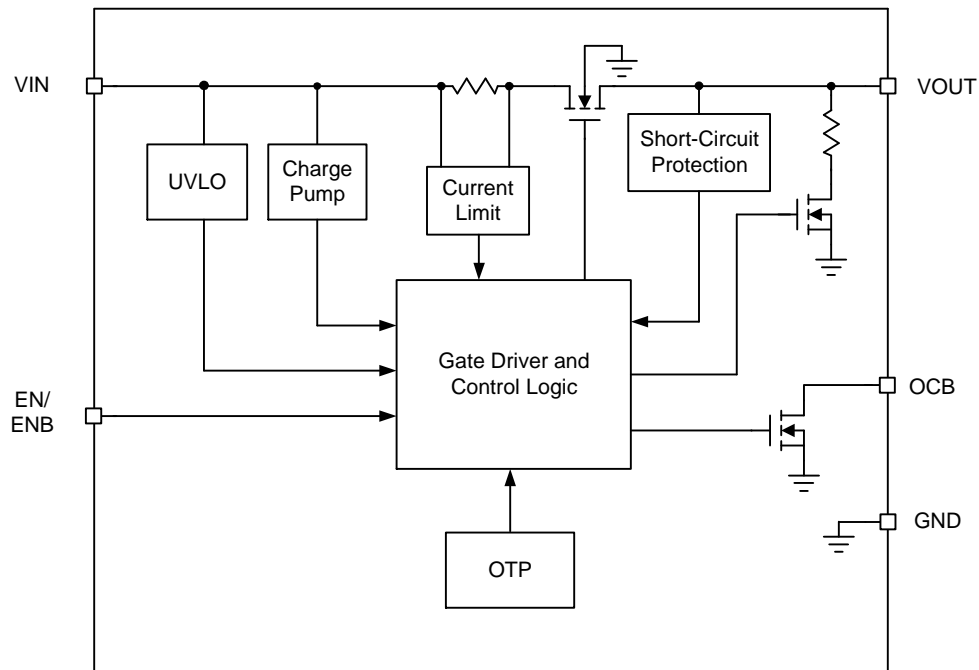 VIN
VOUT
UVLO
Charge
Pump
Current
Limit
Short-Circuit
Protection
Gate Driver and
Control Logic
EN/
ENB
OCB
GND
OTP